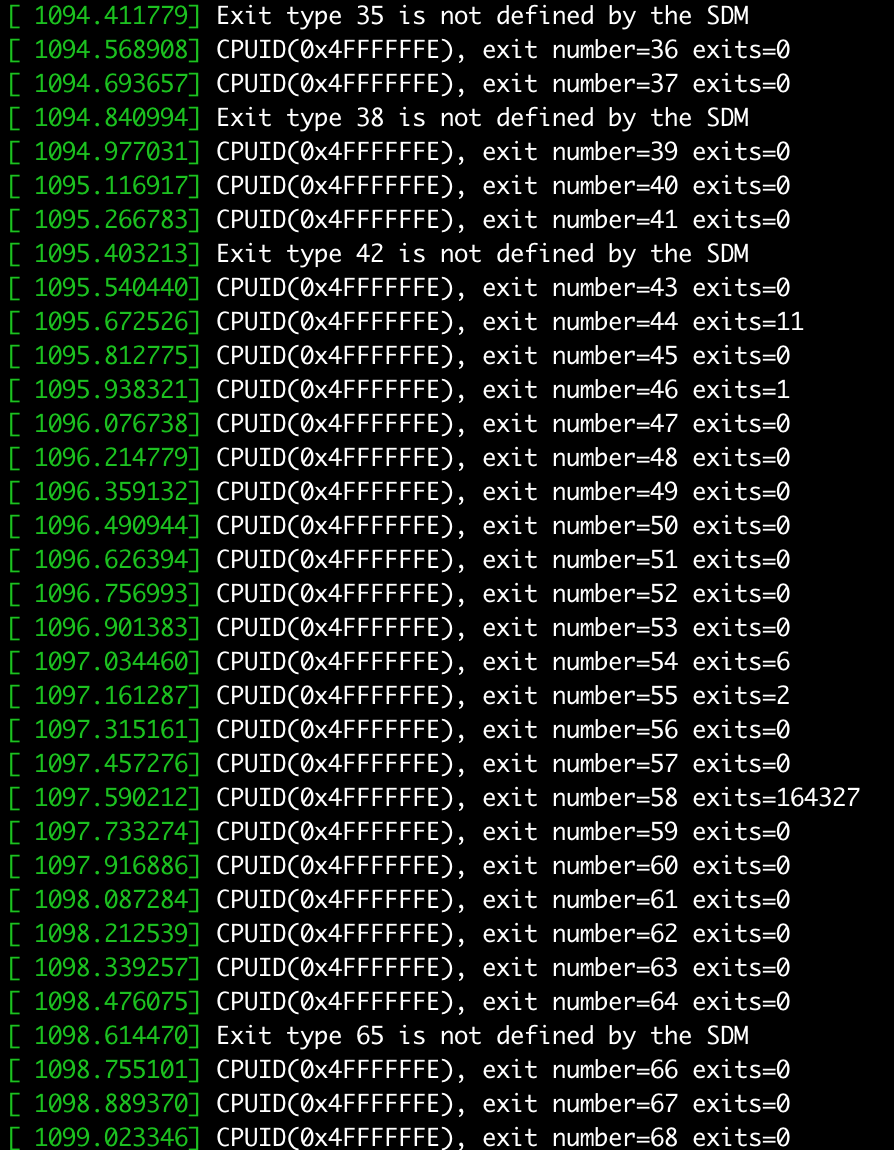 [ 1094.411779] Exit type 35 is not defined by the SDM
[ 1094.568908] CPUID(0x4FFFFFFE), exit number=36 exits=0
[ 1094.693657] CPUID(0x4FFFFFFE), exit number=37 exits=0
[ 1094.840994] Exit type 38 is not defined by the SDM
[ 1094.977031] CPUID(0x4FFFFFFE), exit number=39 exits=0
[ 1095.116917] CPUID(0x4FFFFFFE), exit number=40 exits=0
[ 1095.266783] CPUID(0x4FFFFFFE), exit number=41 exits=0
[ 1095.403213] Exit type 42 is not defined by the SDM
[ 1095.540440] CPUID(0x4FFFFFFE), exit number=43 exits=0
[ 1095.672526] CPUID(0x4FFFFFFE), exit number=44 exits=11
[ 1095.812775] CPUID(0x4FFFFFFE), exit number=45 exits=0
[ 1095.938321] CPUID(0x4FFFFFFE), exit number=46 exits=1
[ 1096.076738] CPUID(0x4FFFFFFE), exit number=47 exits=0
[ 1096.214779] CPUID(0x4FFFFFFE), exit number=48 exits=0
[ 1096.359132] CPUID(0x4FFFFFFE), exit number=49 exits=0
[ 1096.490944] CPUID(0x4FFFFFFE), exit number=50 exits=0
[ 1096.626394] CPUID(0x4FFFFFFE), exit number=51 exits=0
[ 1096.756993] CPUID(0x4FFFFFFE), exit number=52 exits=0
[ 1096.901383] CPUID(0x4FFFFFFE), exit number=53 exits=0
[ 1097.034460] CPUID(0x4FFFFFFE), exit number=54 exits=6
[ 1097.161287] CPUID(0x4FFFFFFE), exit number=55 exits=2
[ 1097.315161] CPUID(0x4FFFFFFE), exit number=56 exits=0
[ 1097.457276] CPUID(0x4FFFFFFE), exit number=57 exits=0
[ 1097.590212] CPUID(0x4FFFFFFE), exit number=58 exits=164327
[ 1097.733274] CPUID(0x4FFFFFFE), exit number=59 exits=0
[ 1097.916886] CPUID(0x4FFFFFFE), exit number=60 exits=0
[ 1098.087284] CPUID(0x4FFFFFFE), exit number=61 exits=0
[ 1098.212539] CPUID(0x4FFFFFFE), exit number=62 exits=0
[ 1098.339257] CPUID(0x4FFFFFFE), exit number=63 exits=0
[ 1098.476075] CPUID(0x4FFFFFFE), exit number=64 exits=0
[ 1098.614470] Exit type 65 is not defined by the SDM
[ 1098.755101] CPUID(0x4FFFFFFE), exit number=66 exits=0
[ 1098.889370] CPUID(0x4FFFFFFE), exit number=67 exits=0
[ 1099.023346] CPUID(0x4FFFFFFE), exit number=68 exits=0